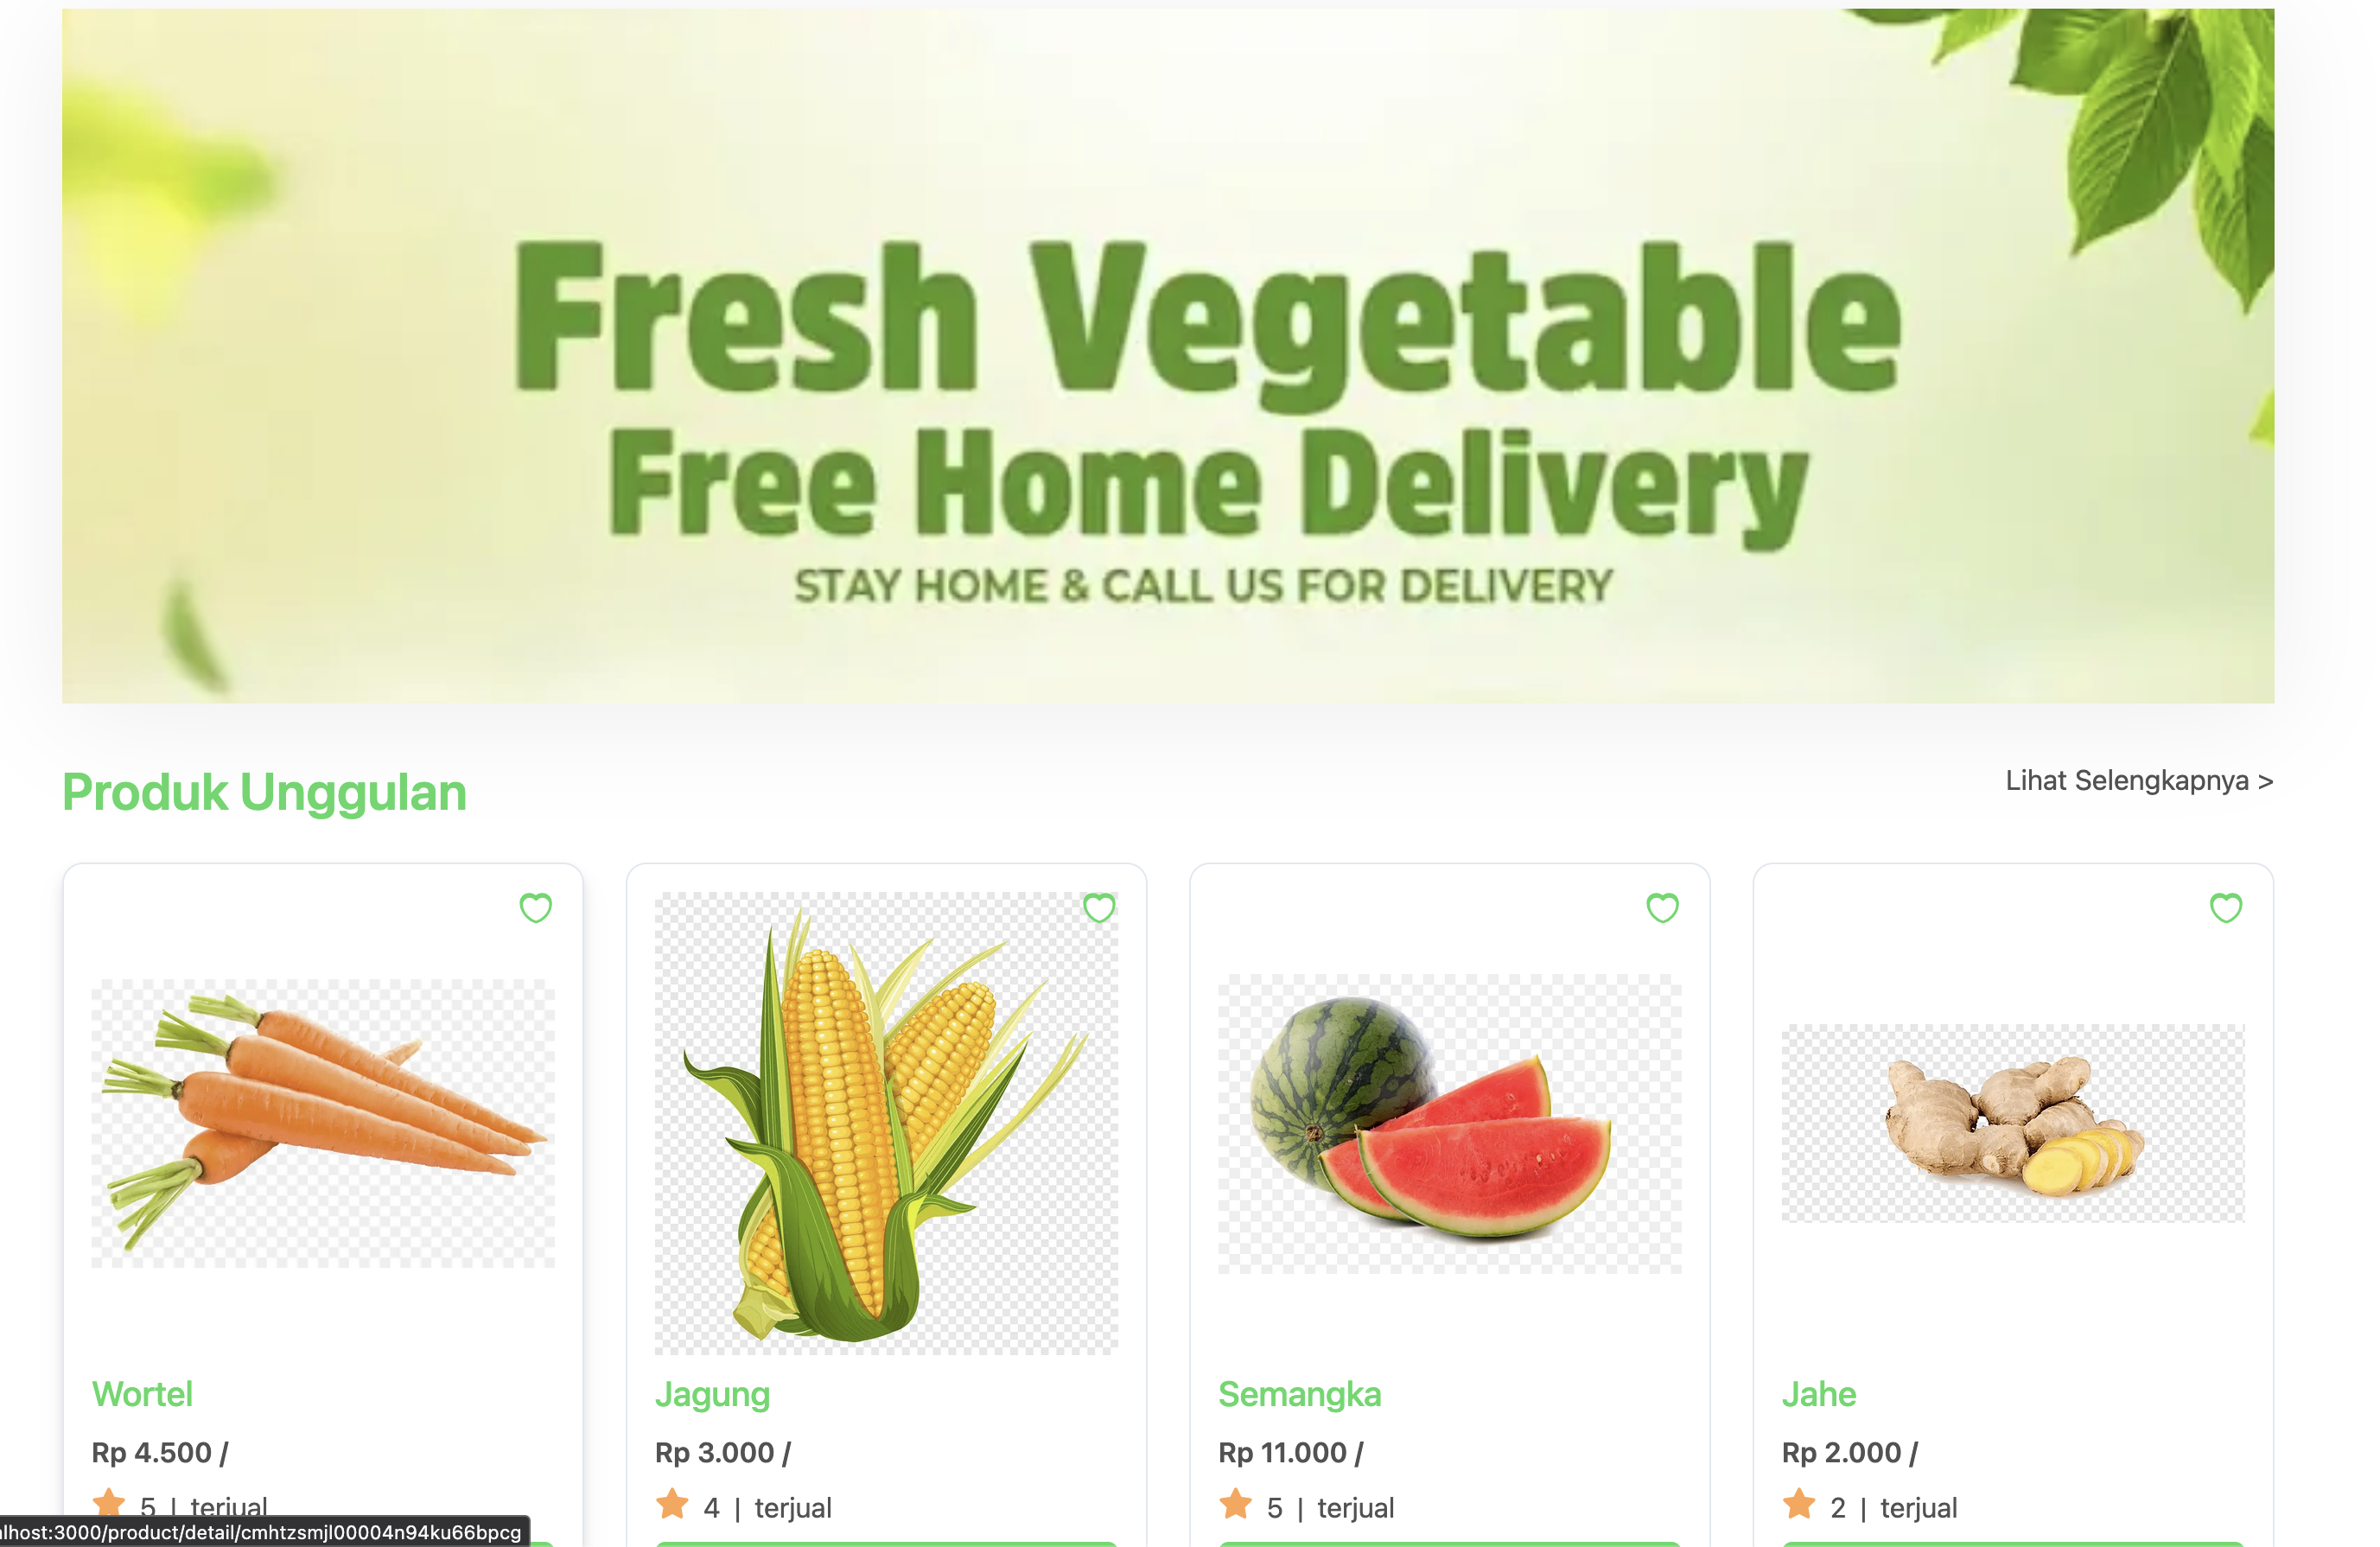 Fresh Vegetable
Free Home Delivery
STAY HOME & CALL US FOR DELIVERY
Produk Unggulan
Lihat Selengkapnya >
Wortel
Rp 4.500 /
5 | terjual
Jagung
Rp 3.000 /
4 | terjual
Semangka
Rp 11.000 /
5 | terjual
Jahe
Rp 2.000 /
2 | terjual
lhost:3000/product/detail/cmhtzsmjl00004n94ku66bpcg